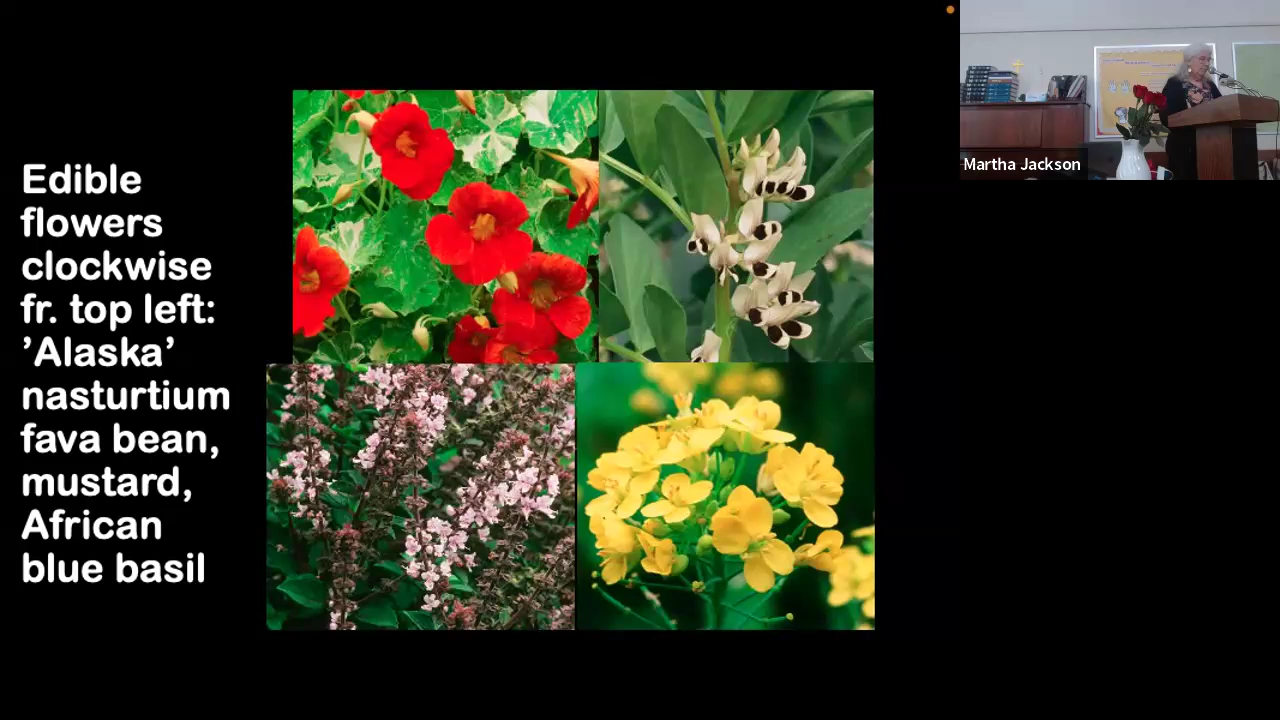 Edible
flowers
clockwise
fr. top left:
’Alaska’
nasturtium
fava bean,
mustard,
African
blue basil
Martha Jackson